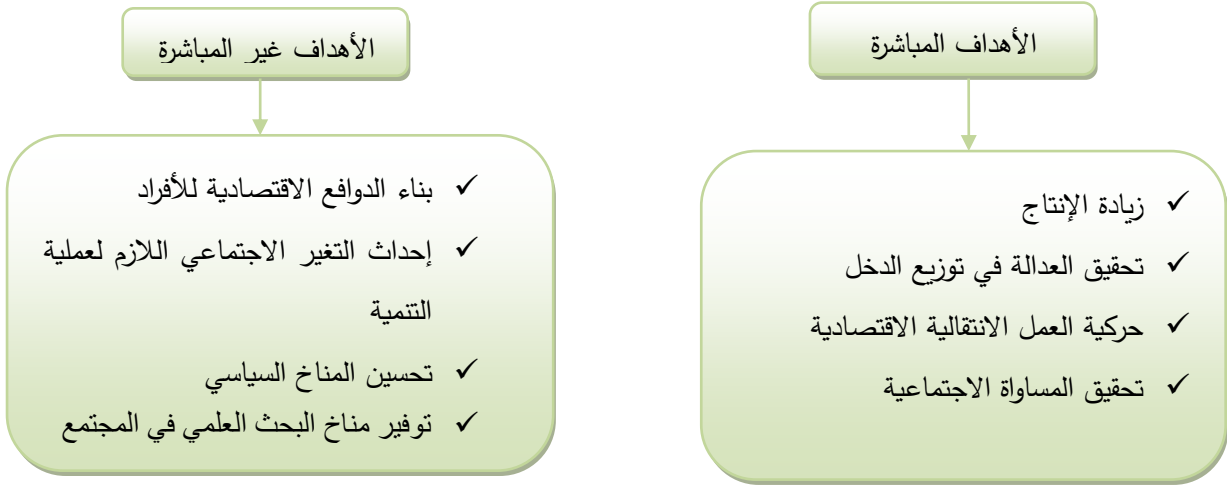 الأهداف المباشرة
زيادة الإنتاج
تحقيق العدالة في توزيع الدخل
حركية العمل الانتقالية الاقتصادية
تحقيق المساواة الاجتماعية
الأهداف غير المباشرة
بناء الدوافع الاقتصادية للأفراد
إحداث التغير الاجتماعي اللازم لعملية
التنمية
تحسين المناخ السياسي
توفير مناخ البحث العلمي في المجتمع